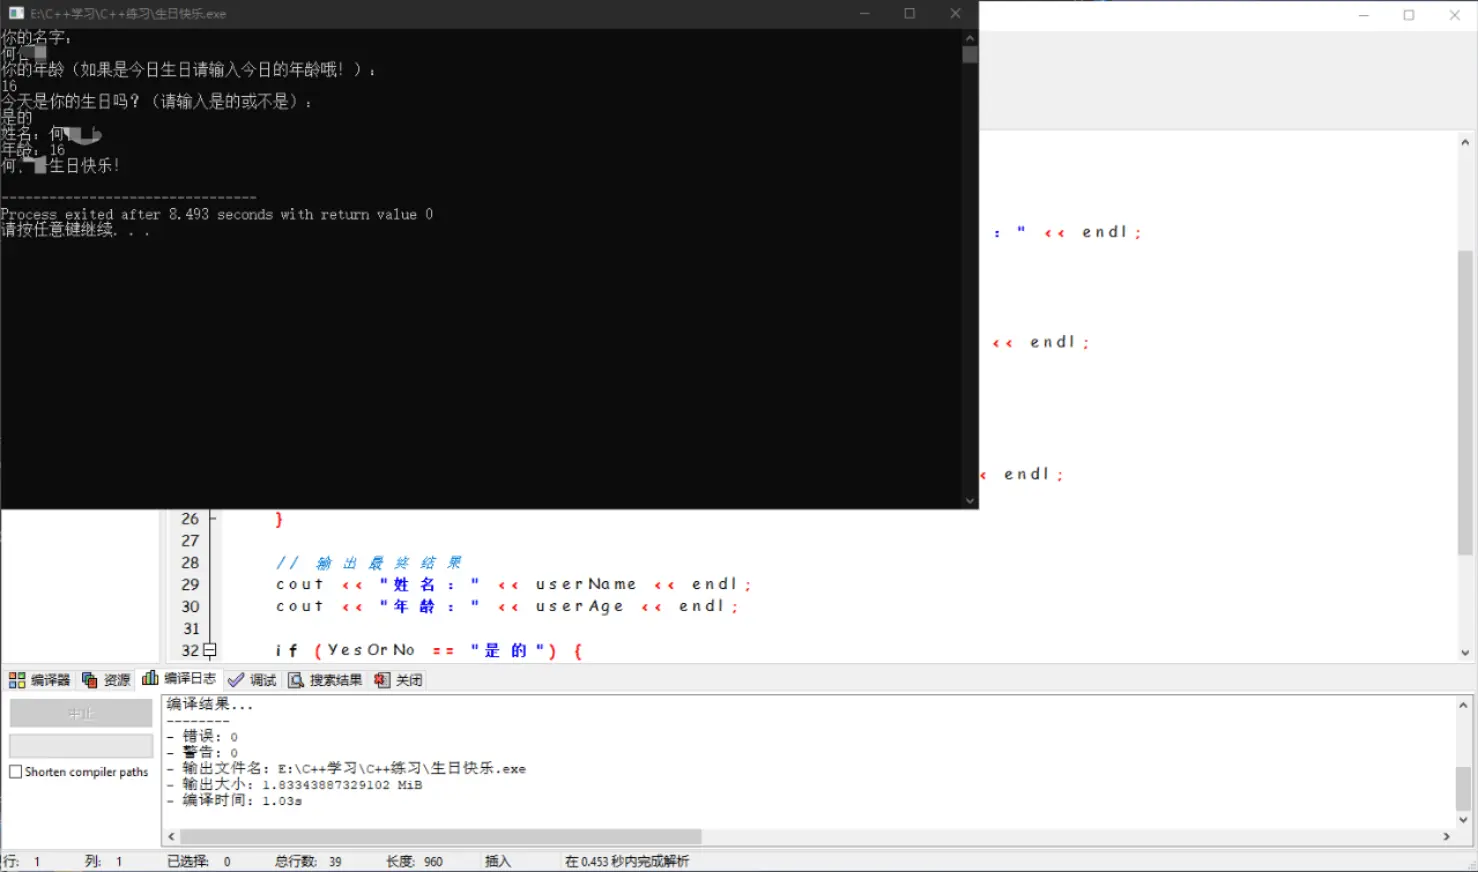 E:\C++学习\C++练习\生日快乐.exe
你的名字：
何
你的年龄（如果是今日生日请输入今日的年龄哦！）：
16
今天是你的生日吗？（请输入是的或不是）：
是的
姓名：何
年龄：16
何 生日快乐！
--------------------------------
Process exited after 8.493 seconds with return value 0
请按任意键继续. . .
：" << endl;
<< endl;
< endl;
26 }
27
28 // 输出最终结果
29 cout << "姓名：" << userName << endl;
30 cout << "年龄：" << userAge << endl;
31
32 if (YesOrNo == "是的") {
编译器 资源 编译日志 调试 搜索结果 关闭
中止
Shorten compiler paths
编译结果...
--------
- 错误: 0
- 警告: 0
- 输出文件名: E:\C++学习\C++练习\生日快乐.exe
- 输出大小: 1.83343887329102 MiB
- 编译时间: 1.03s
行: 1 列: 1 已选择: 0 总行数: 39 长度: 960 插入 在 0.453 秒内完成解析